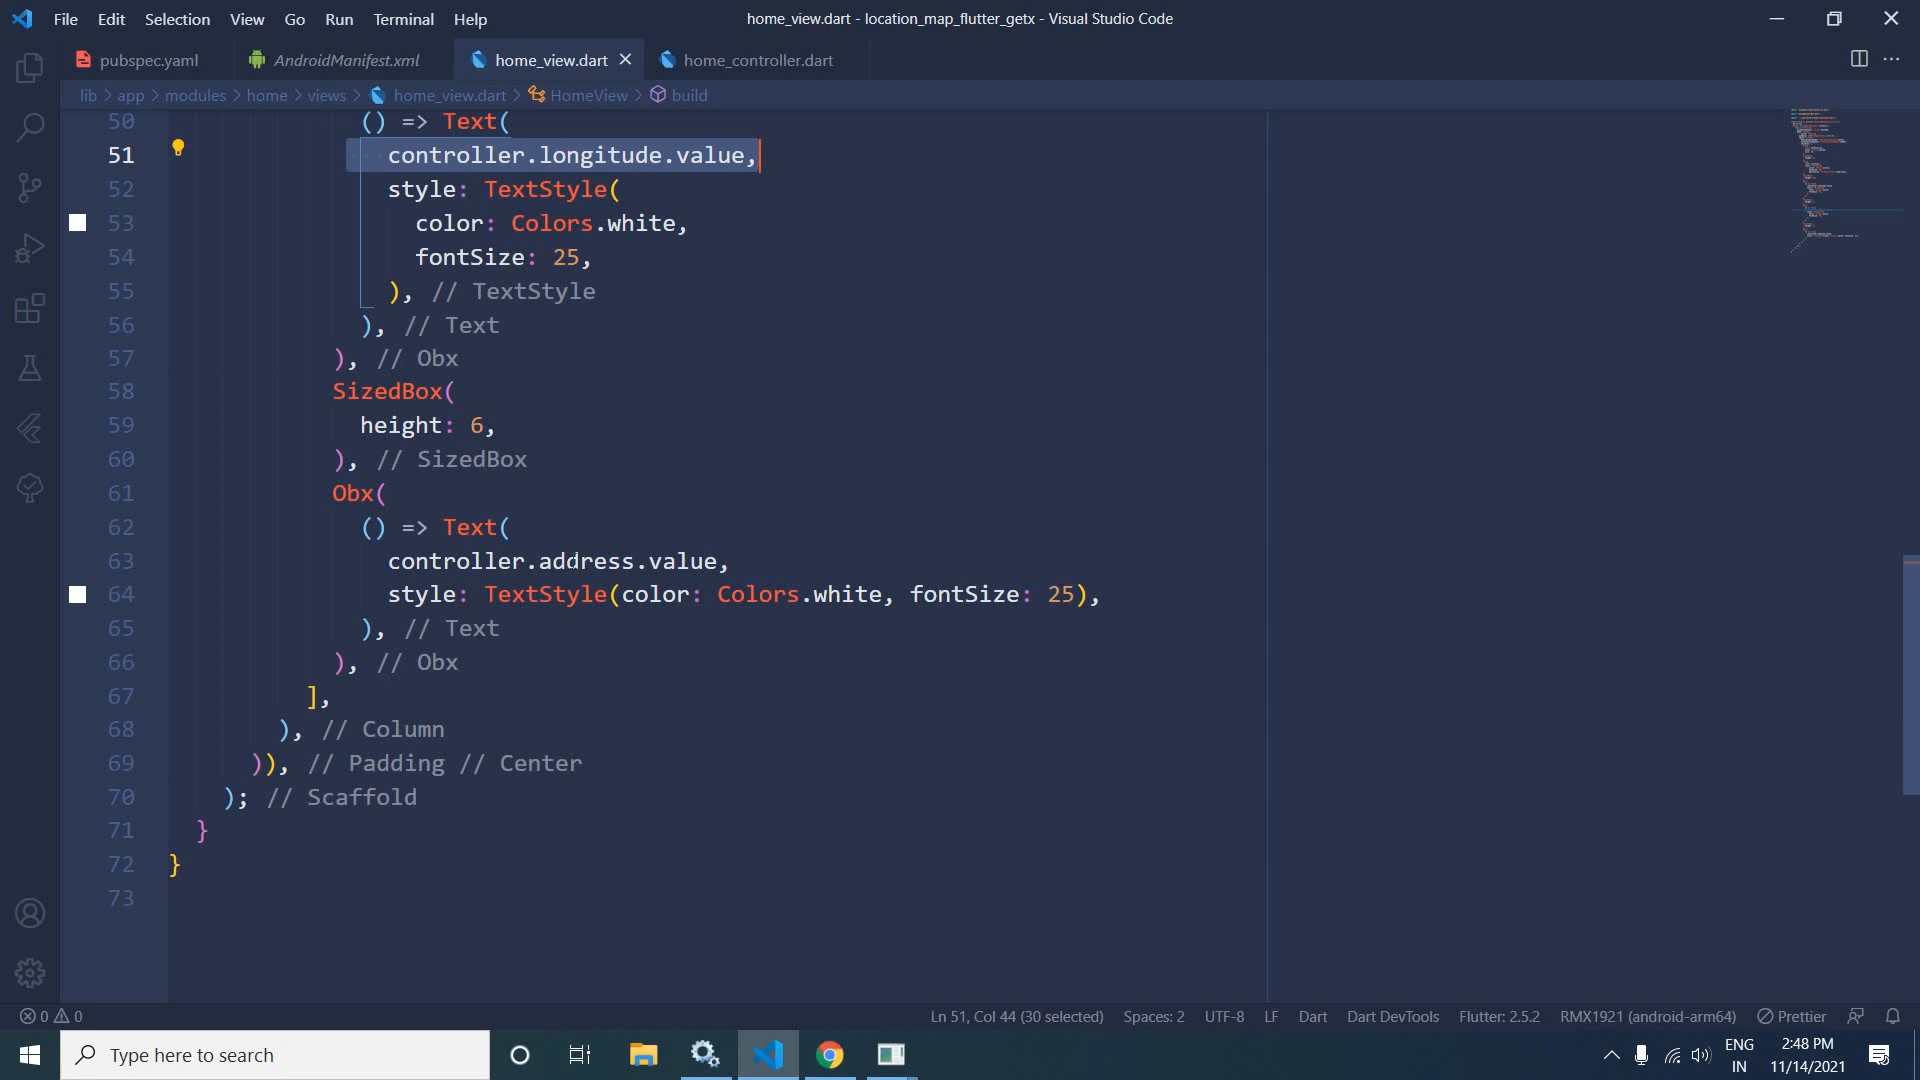 File Edit Selection View Go Run Terminal Help
home_view.dart - location_map_flutter_getx - Visual Studio Code
pubspec.yaml AndroidManifest.xml home_view.dart home_controller.dart
lib > app > modules > home > views > home_view.dart > HomeView > build
50 () => Text(
51 controller.longitude.value,
52 style: TextStyle(
53 color: Colors.white,
54 fontSize: 25,
55 ), // TextStyle
56 ), // Text
57 ), // Obx
58 SizedBox(
59 height: 6,
60 ), // SizedBox
61 Obx(
62 () => Text(
63 controller.address.value,
64 style: TextStyle(color: Colors.white, fontSize: 25),
65 ), // Text
66 ), // Obx
67 ],
68 ), // Column
69 )), // Padding // Center
70 ); // Scaffold
71 }
72 }
73
0 0 Ln 51, Col 44 (30 selected) Spaces: 2 UTF-8 LF Dart Dart DevTools Flutter: 2.5.2 RMX1921 (android-arm64) Prettier
Type here to search
ENG
IN
2:48 PM
11/14/2021